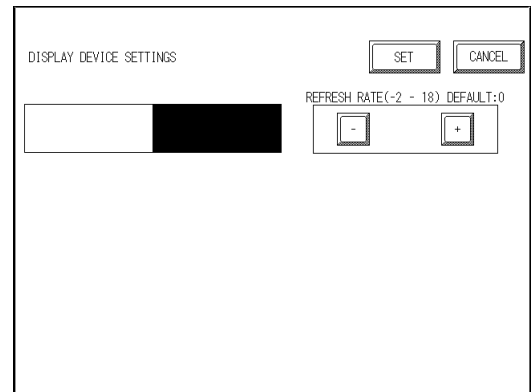 DISPLAY DEVICE SETTINGS
SET
CANCEL
REFRESH RATE(-2 - 18) DEFAULT:0
-
+